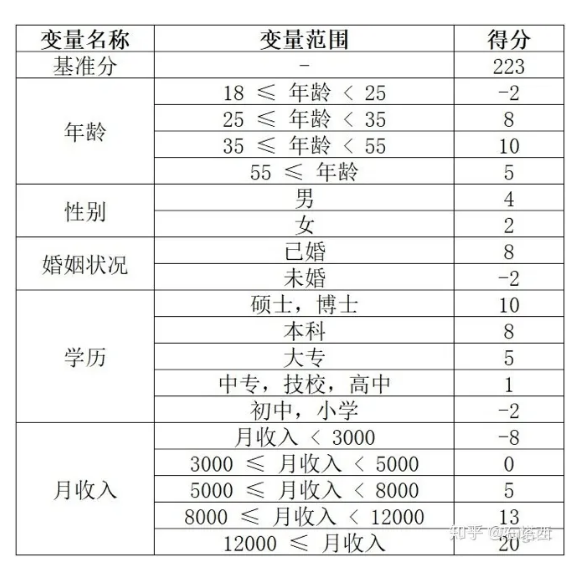 变量名称 变量范围 得分
基准分 - 223
年龄 18 ≤ 年龄 < 25 -2
25 ≤ 年龄 < 35 8
35 ≤ 年龄 < 55 10
55 ≤ 年龄 5
性别 男 4
女 2
婚姻状况 已婚 8
未婚 -2
学历 硕士，博士 10
本科 8
大专 5
中专，技校，高中 1
初中，小学 -2
月收入 月收入 < 3000 -8
3000 ≤ 月收入 < 5000 0
5000 ≤ 月收入 < 8000 5
8000 ≤ 月收入 < 12000 13
12000 ≤ 月收入 20
知乎